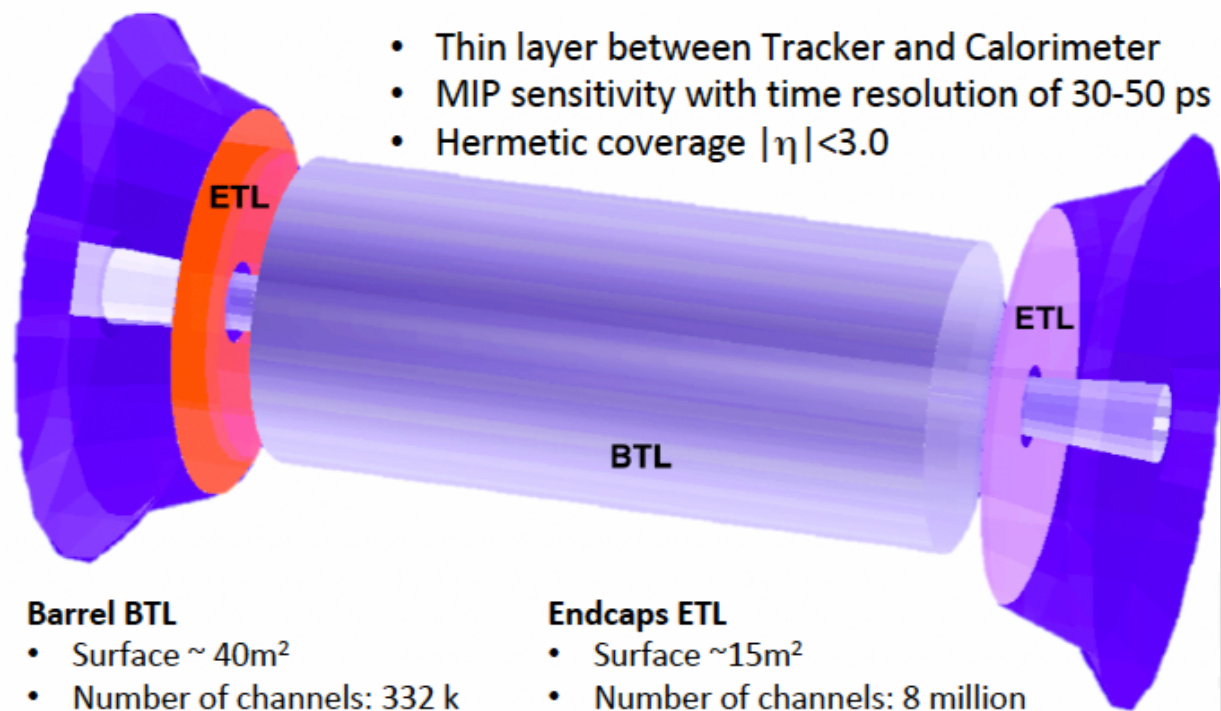 • Thin layer between Tracker and Calorimeter
• MIP sensitivity with time resolution of 30-50 ps
• Hermetic coverage |η|<3.0
ETL
ETL
BTL
Barrel BTL
• Surface ~ 40m²
• Number of channels: 332 k
Endcaps ETL
• Surface ~15m²
• Number of channels: 8 million